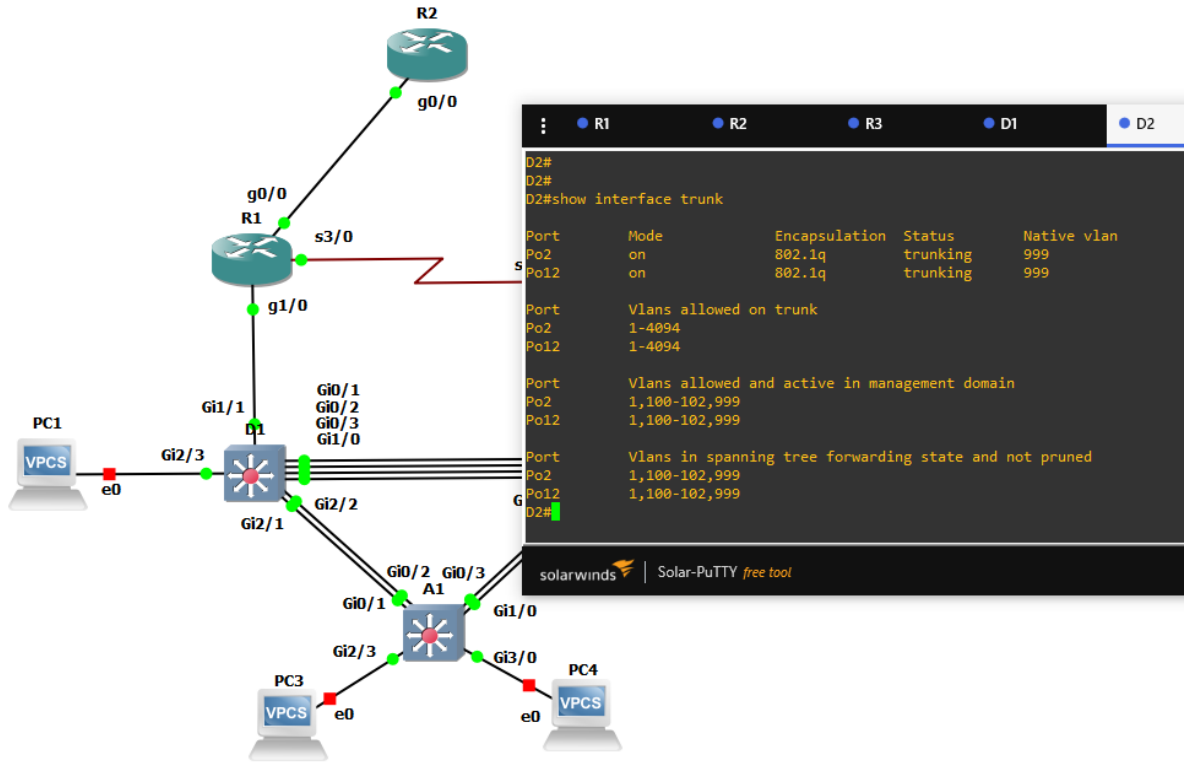 R2
g0/0
g0/0
R1
s3/0
g1/0
Gi0/1
Gi0/2
Gi0/3
Gi1/0
Gi1/1
D1
PC1
VPCS
e0
Gi2/3
Gi2/2
Gi2/1
Gi0/2 Gi0/3
A1
Gi0/1
Gi1/0
Gi2/3
Gi3/0
PC3
VPCS
e0
PC4
VPCS
e0
s
G
R1 R2 R3 D1 D2
D2#
D2#
D2#show interface trunk
Port Mode Encapsulation Status Native vlan
Po2 on 802.1q trunking 999
Po12 on 802.1q trunking 999
Port Vlans allowed on trunk
Po2 1-4094
Po12 1-4094
Port Vlans allowed and active in management domain
Po2 1,100-102,999
Po12 1,100-102,999
Port Vlans in spanning tree forwarding state and not pruned
Po2 1,100-102,999
Po12 1,100-102,999
D2#
solarwinds Solar-PuTTY free tool